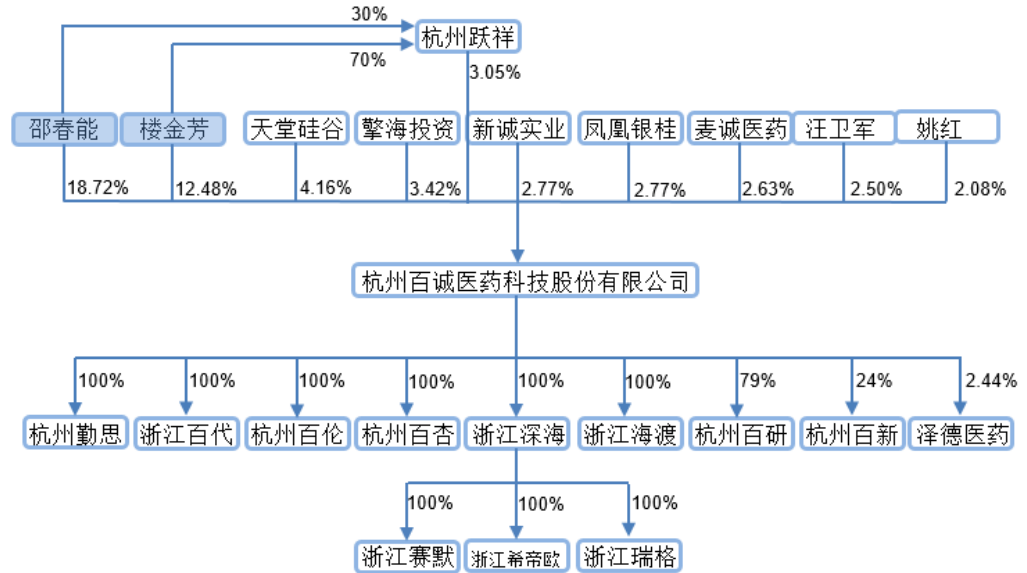 30%
杭州跃祥
70%
3.05%
邵春能 楼金芳 天堂硅谷 擎海投资 新诚实业 凤凰银桂 麦诚医药 汪卫军 姚红
18.72% 12.48% 4.16% 3.42% 2.77% 2.77% 2.63% 2.50% 2.08%
杭州百诚医药科技股份有限公司
100% 100% 100% 100% 100% 100% 79% 24% 2.44%
杭州勤思 浙江百代 杭州百伦 杭州百杏 浙江深海 浙江海渡 杭州百研 杭州百新 泽德医药
100% 100% 100%
浙江赛默 浙江希帝欧 浙江瑞格